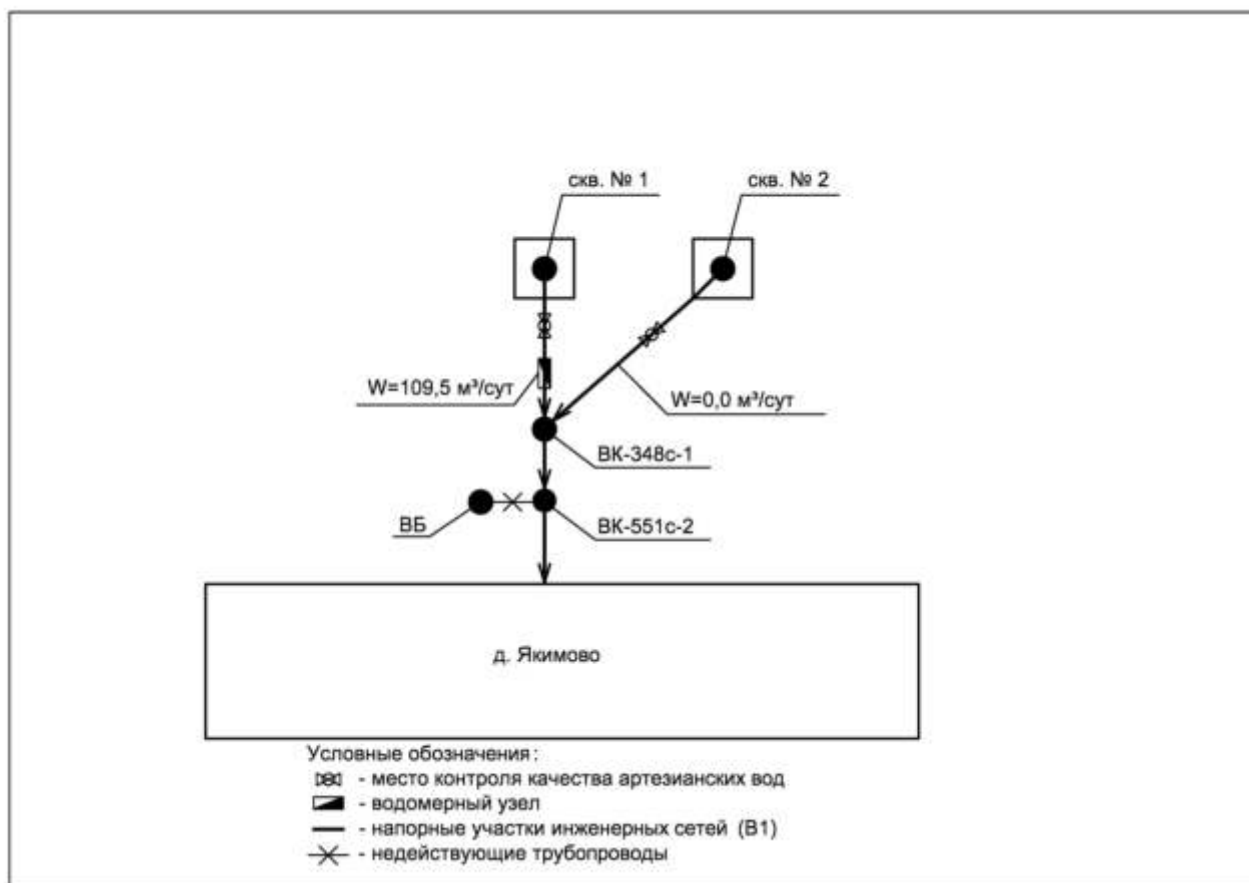 скв. № 1
скв. № 2
W=109,5 м³/сут
W=0,0 м³/сут
ВК-348с-1
ВБ
ВК-551с-2
д. Якимово
Условные обозначения:
- место контроля качества артезианских вод
- водомерный узел
- напорные участки инженерных сетей (В1)
- недействующие трубопроводы